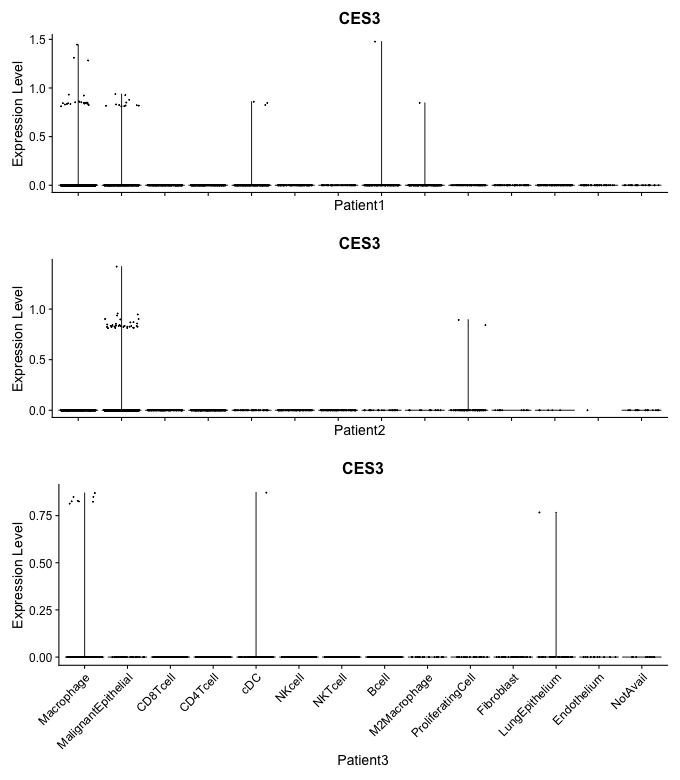 CES3
Expression Level
1.5
1.0
0.5
0.0
Patient1
CES3
Expression Level
1.0
0.5
0.0
Patient2
CES3
Expression Level
0.75
0.50
0.25
0.00
Macrophage
MalignantEpithelial
CD8Tcell
CD4Tcell
cDC
NKcell
NKTcell
Bcell
M2Macrophage
ProliferatingCell
Fibroblast
LungEpithelium
Endothelium
NotAvail
Patient3